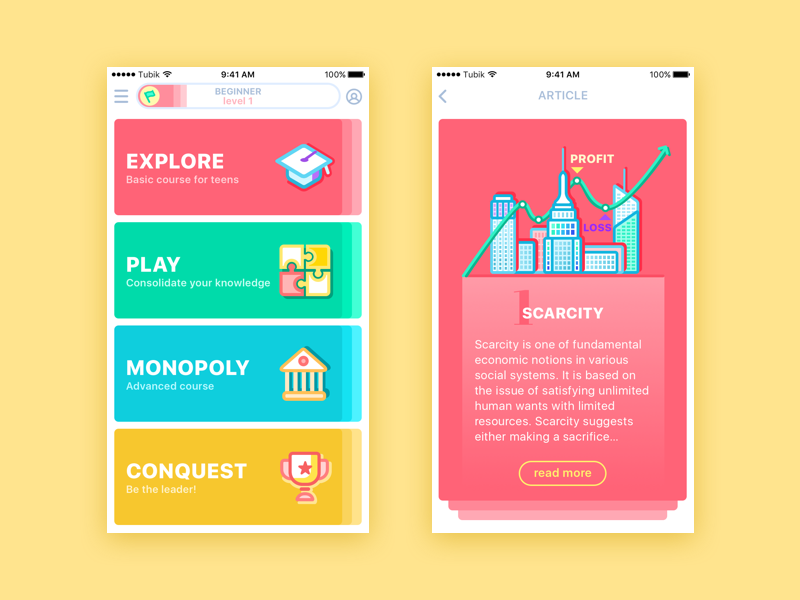 Tubik 9:41 AM 100%
BEGINNER
level 1
EXPLORE
Basic course for teens
PLAY
Consolidate your knowledge
MONOPOLY
Advanced course
CONQUEST
Be the leader!
Tubik 9:41 AM 100%
ARTICLE
PROFIT
LOSS
1
SCARCITY
Scarcity is one of fundamental
economic notions in various
social systems. It is based on
the issue of satisfying unlimited
human wants with limited
resources. Scarcity suggests
either making a sacrifice...
read more